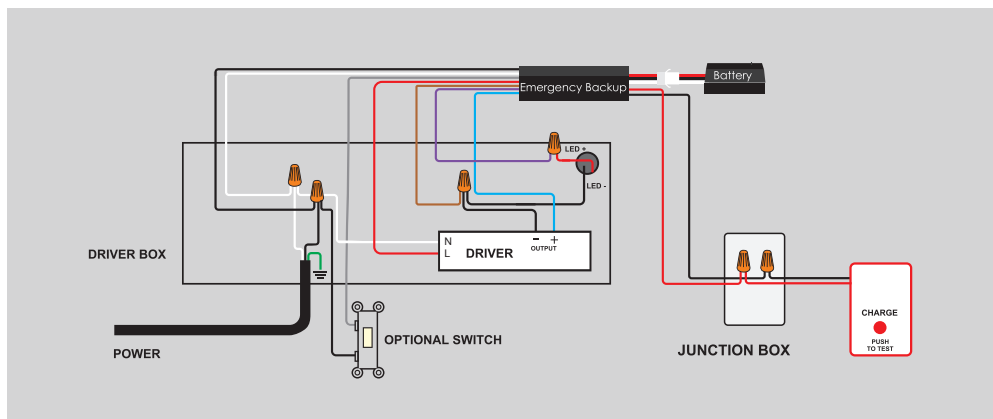 Battery
Emergency Backup
LED +
LED -
N
L
DRIVER
- +
OUTPUT
DRIVER BOX
POWER
OPTIONAL SWITCH
JUNCTION BOX
CHARGE
PUSH
TO TEST